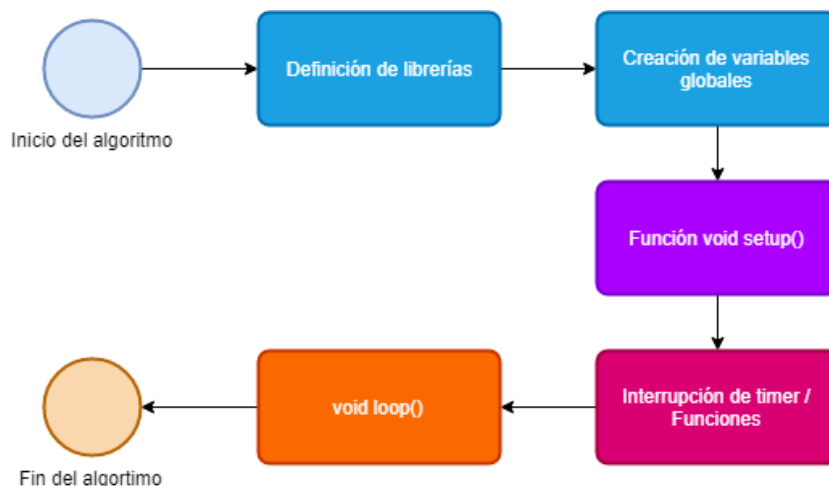 Definición de librerías
Creación de variables
globales
Inicio del algoritmo
Función void setup()
Interrupción de timer /
Funciones
void loop()
Fin del algortimo